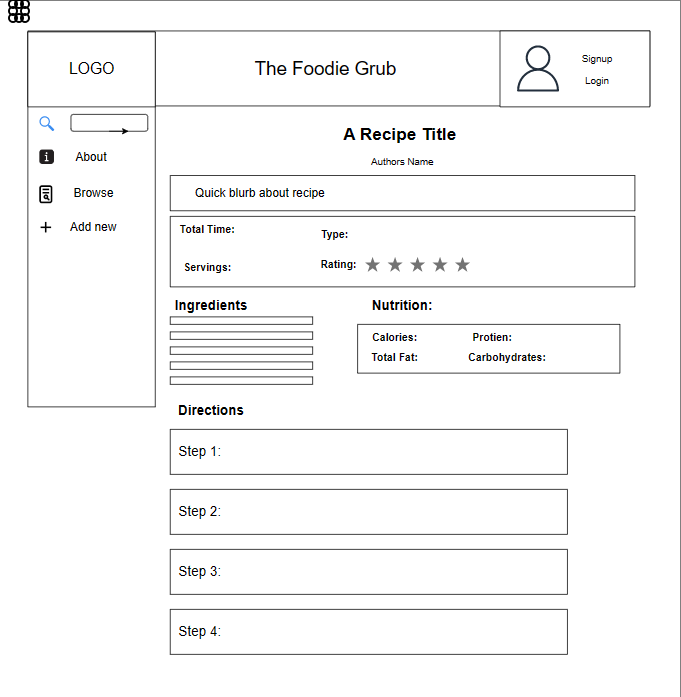 LOGO
The Foodie Grub
Signup
Login
About
Browse
Add new
A Recipe Title
Authors Name
Quick blurb about recipe
Total Time:
Type:
Servings:
Rating:
Ingredients
Nutrition:
Calories:
Protien:
Total Fat:
Carbohydrates:
Directions
Step 1:
Step 2:
Step 3:
Step 4: